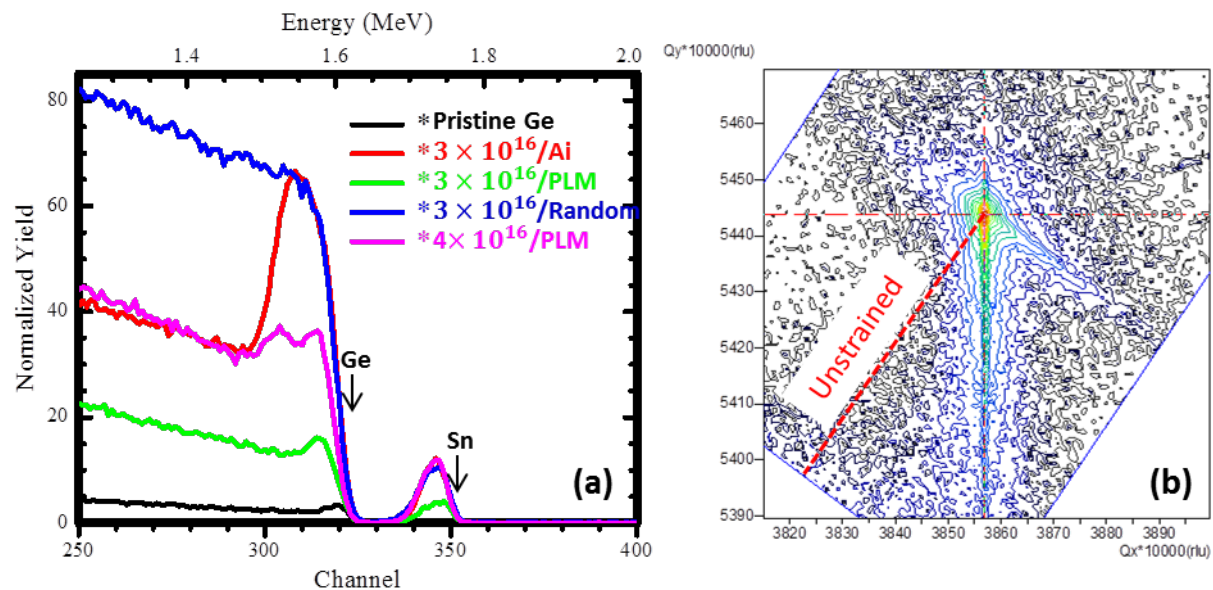 Energy (MeV)
1.4 1.6 1.8 2.0
Normalized Yield
80
60
40
20
0
*Pristine Ge
*3 × 10¹⁶/Ai
*3 × 10¹⁶/PLM
*3 × 10¹⁶/Random
*4× 10¹⁶/PLM
Ge
Sn
(a)
250 300 350 400
Channel
Qy*10000(rlu)
5460
5450
5440
5430
5420
5410
5400
5390
Unstrained
(b)
3820 3830 3840 3850 3860 3870 3880 3890
Qx*10000(rlu)